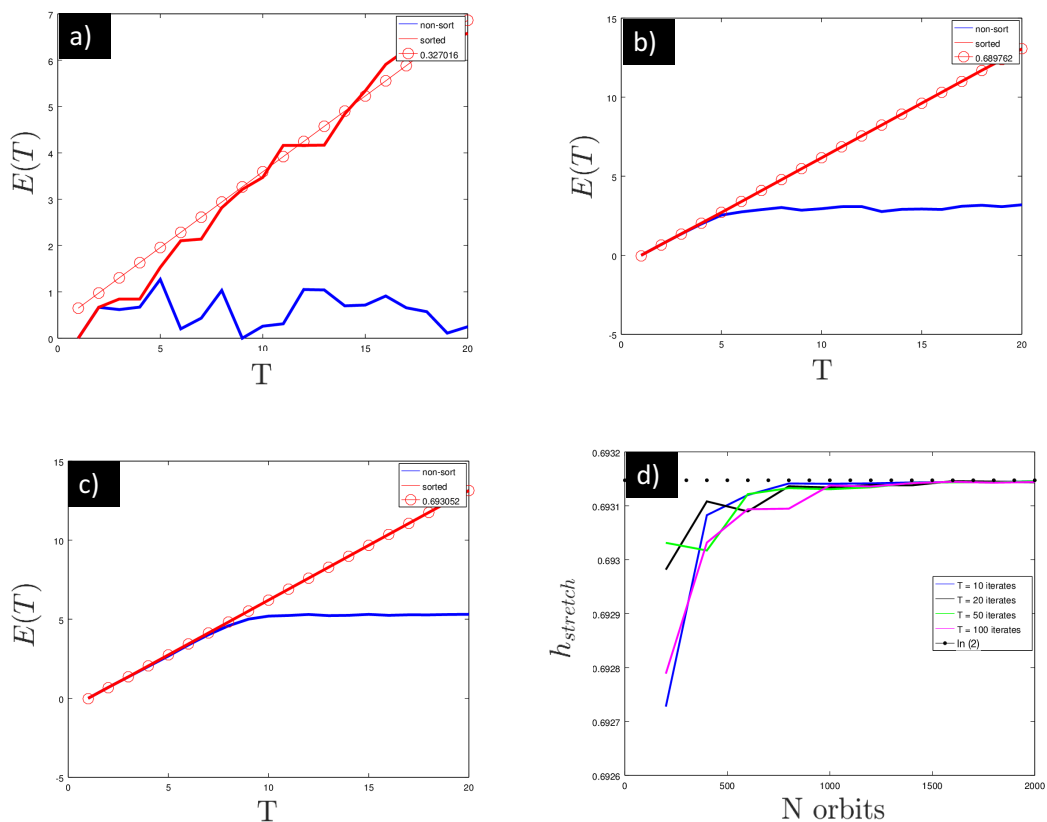 a)
7
6
5
4
3
2
1
0
0
5
10
15
20
E(T)
T
non-sort
sorted
0.327016
b)
15
10
5
0
-5
0
5
10
15
20
E(T)
T
non-sort
sorted
0.689762
c)
15
10
5
0
-5
0
5
10
15
20
E(T)
T
non-sort
sorted
0.693052
d)
0.6932
0.6931
0.693
0.6929
0.6928
0.6927
0.6926
0
500
1000
1500
2000
h_stretch
N orbits
T = 10 iterates
T = 20 iterates
T = 50 iterates
T = 100 iterates
ln (2)